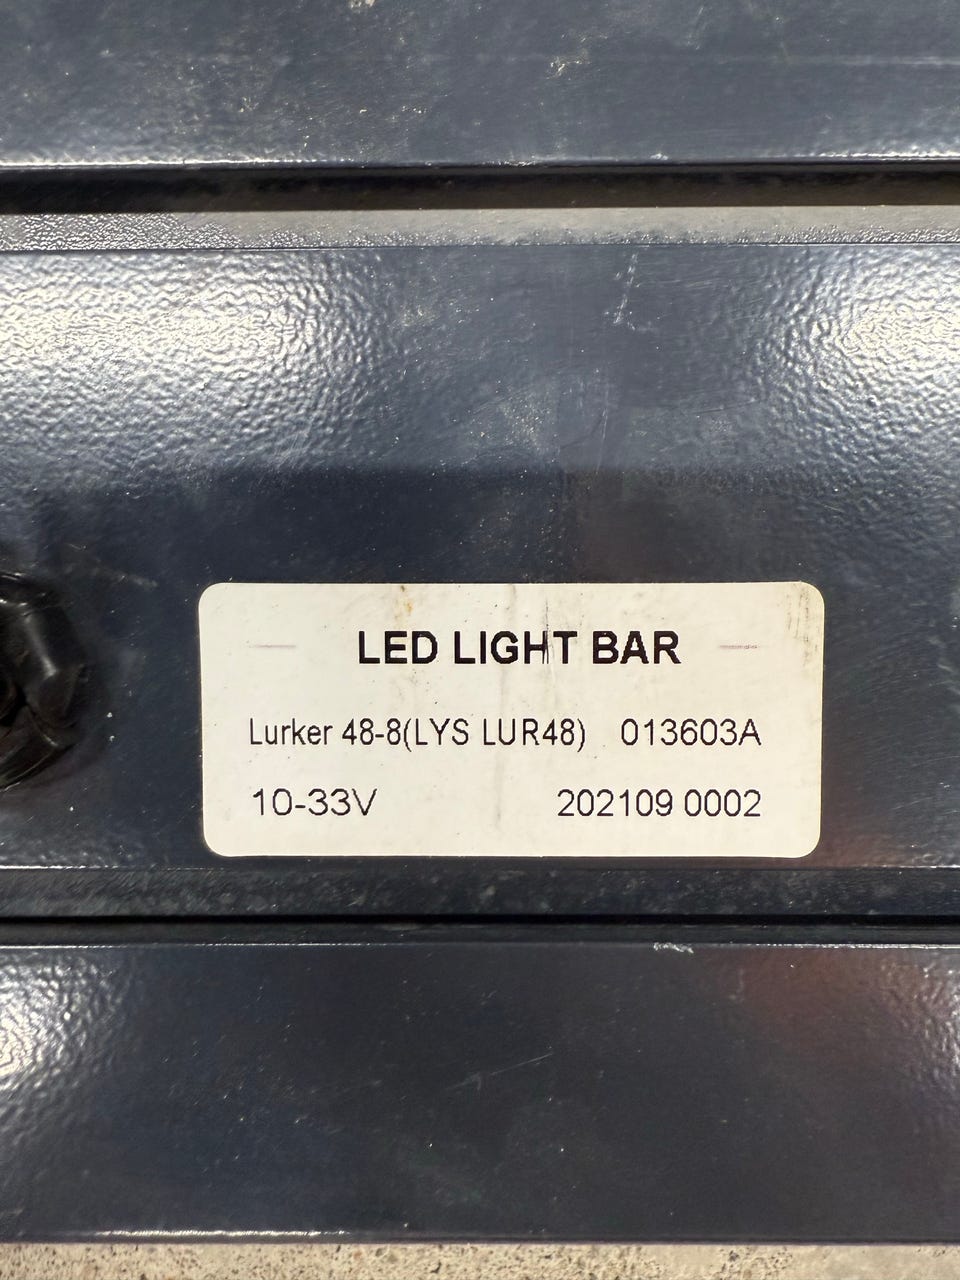 LED LIGHT BAR
Lurker 48-8(LYS LUR48) 013603A
10-33V 202109 0002